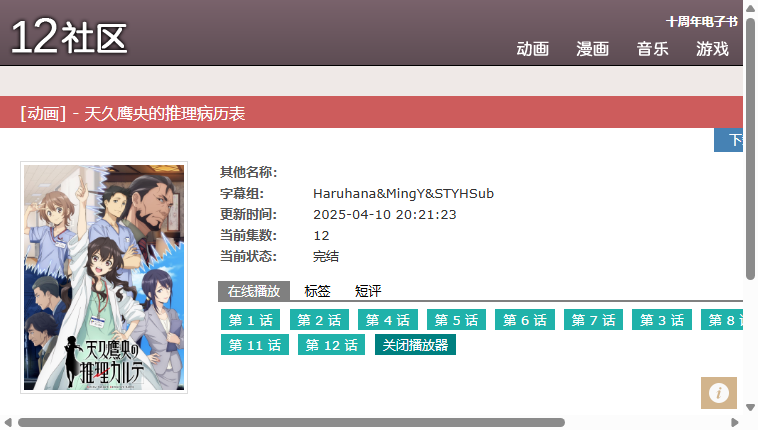 12社区
十周年电子书
动画 漫画 音乐 游戏
[动画] - 天久鹰央的推理病历表
其他名称:
字幕组: Haruhana&MingY&STYHSub
更新时间: 2025-04-10 20:21:23
当前集数: 12
当前状态: 完结
在线播放 标签 短评
第 1 话 第 2 话 第 4 话 第 5 话 第 6 话 第 7 话 第 3 话 第 8
第 11 话 第 12 话 关闭播放器
天久鷹央の
推理カルテ